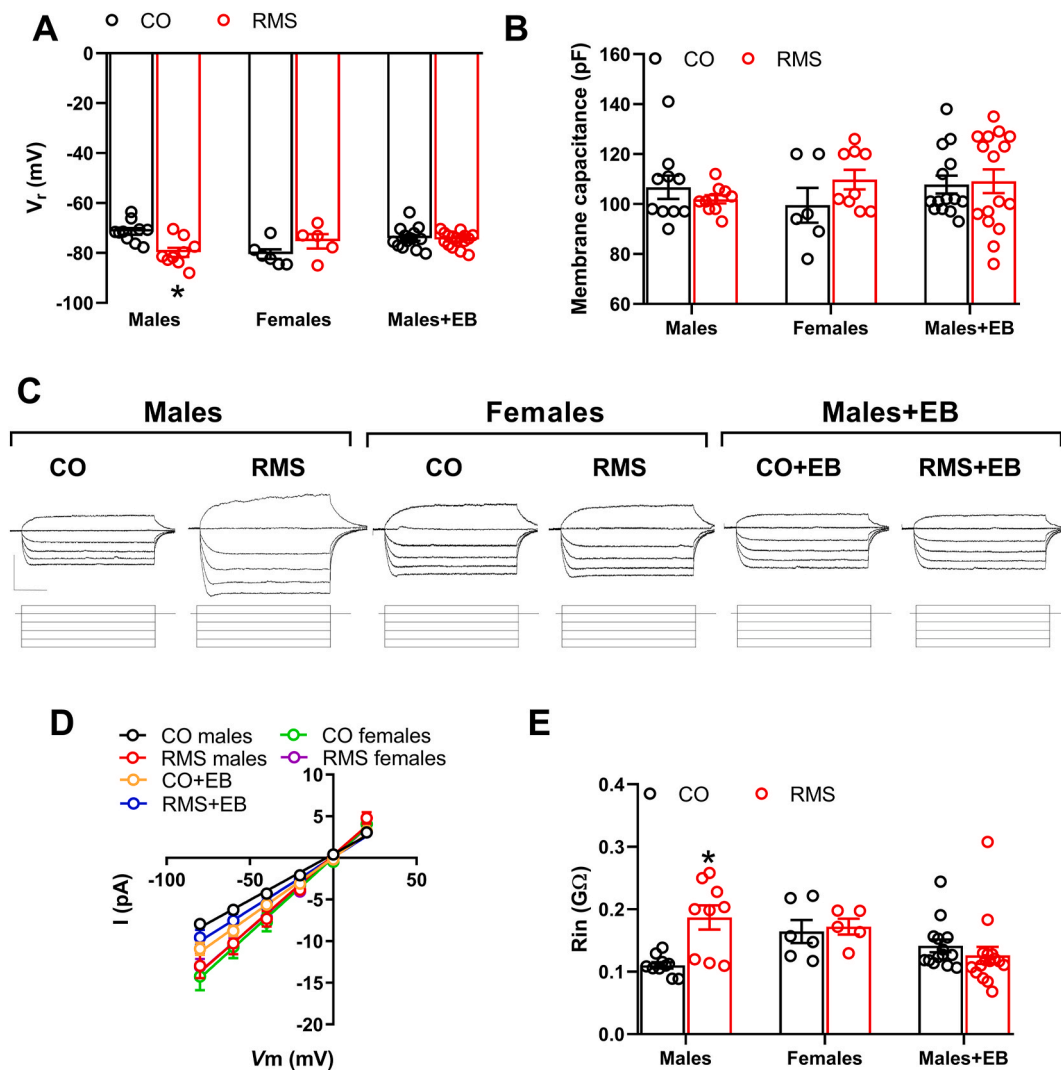 A
CO
RMS
Vr (mV)
0
-20
-40
-60
-80
-100
*
Males
Females
Males+EB
B
CO
RMS
Membrane capacitance (pF)
160
140
120
100
80
60
Males
Females
Males+EB
C
Males
Females
Males+EB
CO
RMS
CO
RMS
CO+EB
RMS+EB
D
CO males
CO females
RMS males
RMS females
CO+EB
RMS+EB
10
5
-100
-50
50
-5
-10
-15
-20
I (pA)
Vm (mV)
E
CO
RMS
Rin (GΩ)
0.4
0.3
0.2
0.1
0.0
*
Males
Females
Males+EB